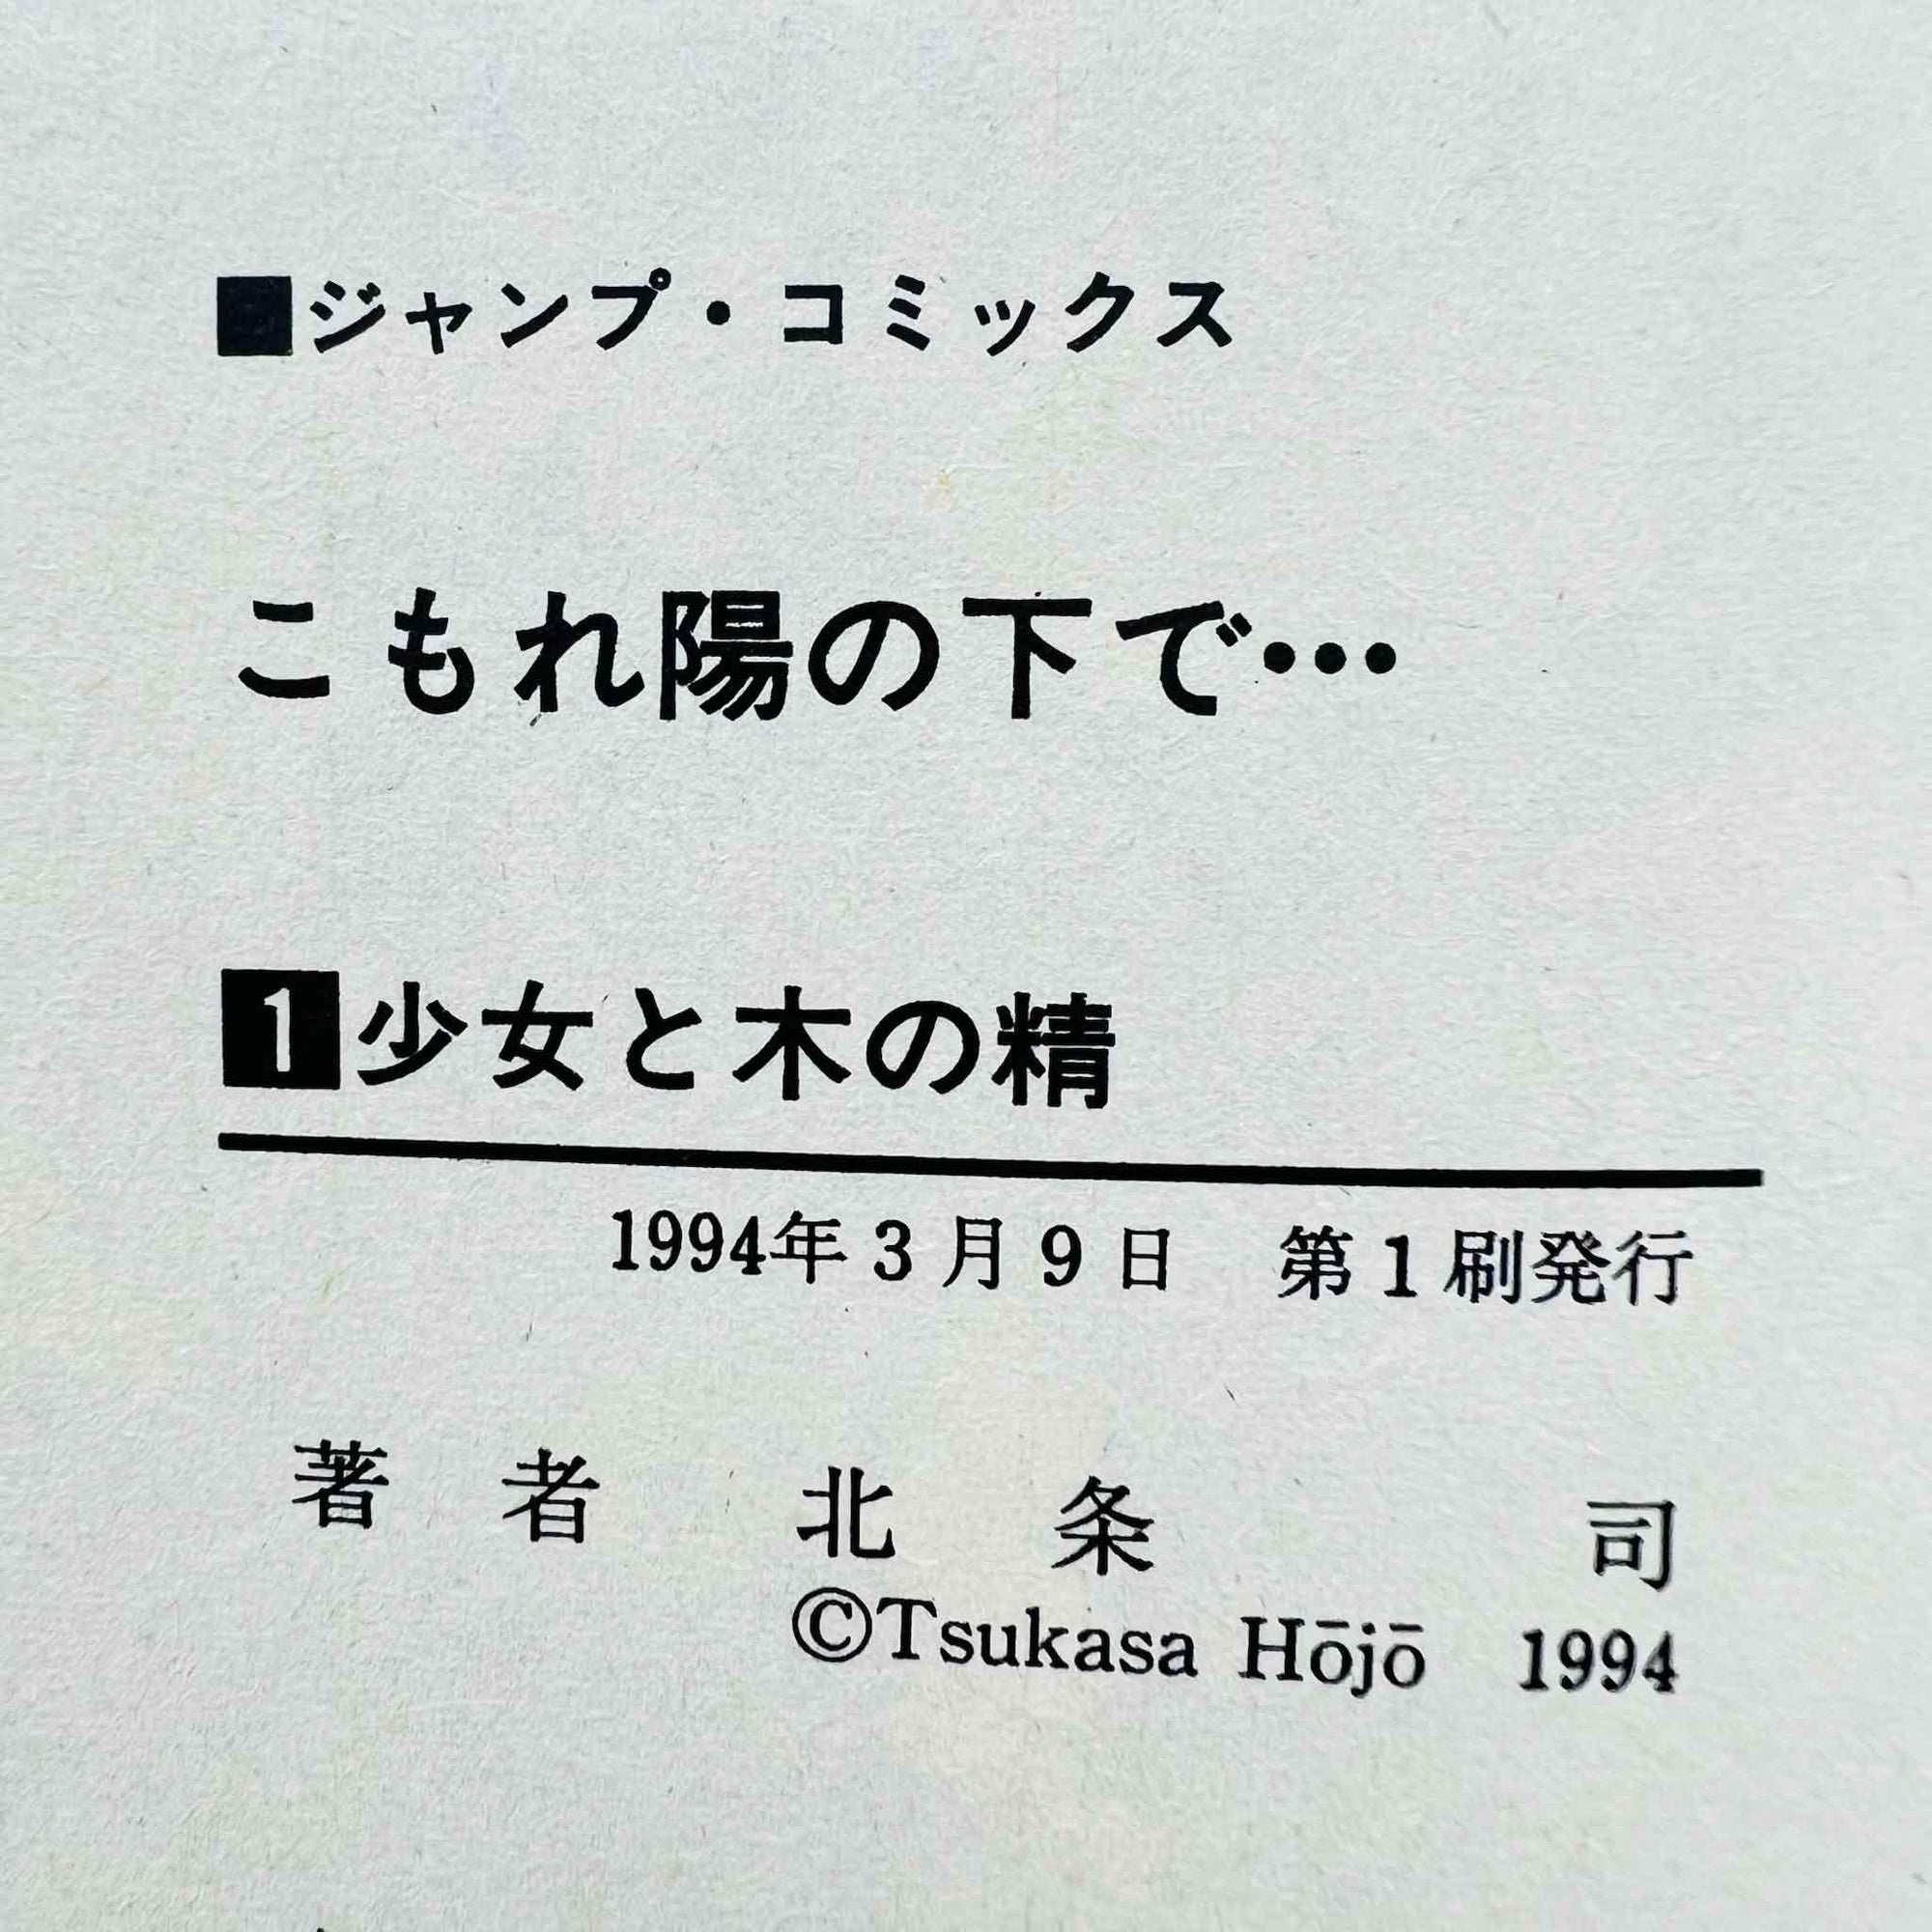 ■ジャンプ・コミックス
こもれ陽の下で…
1少女と木の精
1994年3月9日 第1刷発行
著者 北条司
©Tsukasa Hōjō 1994